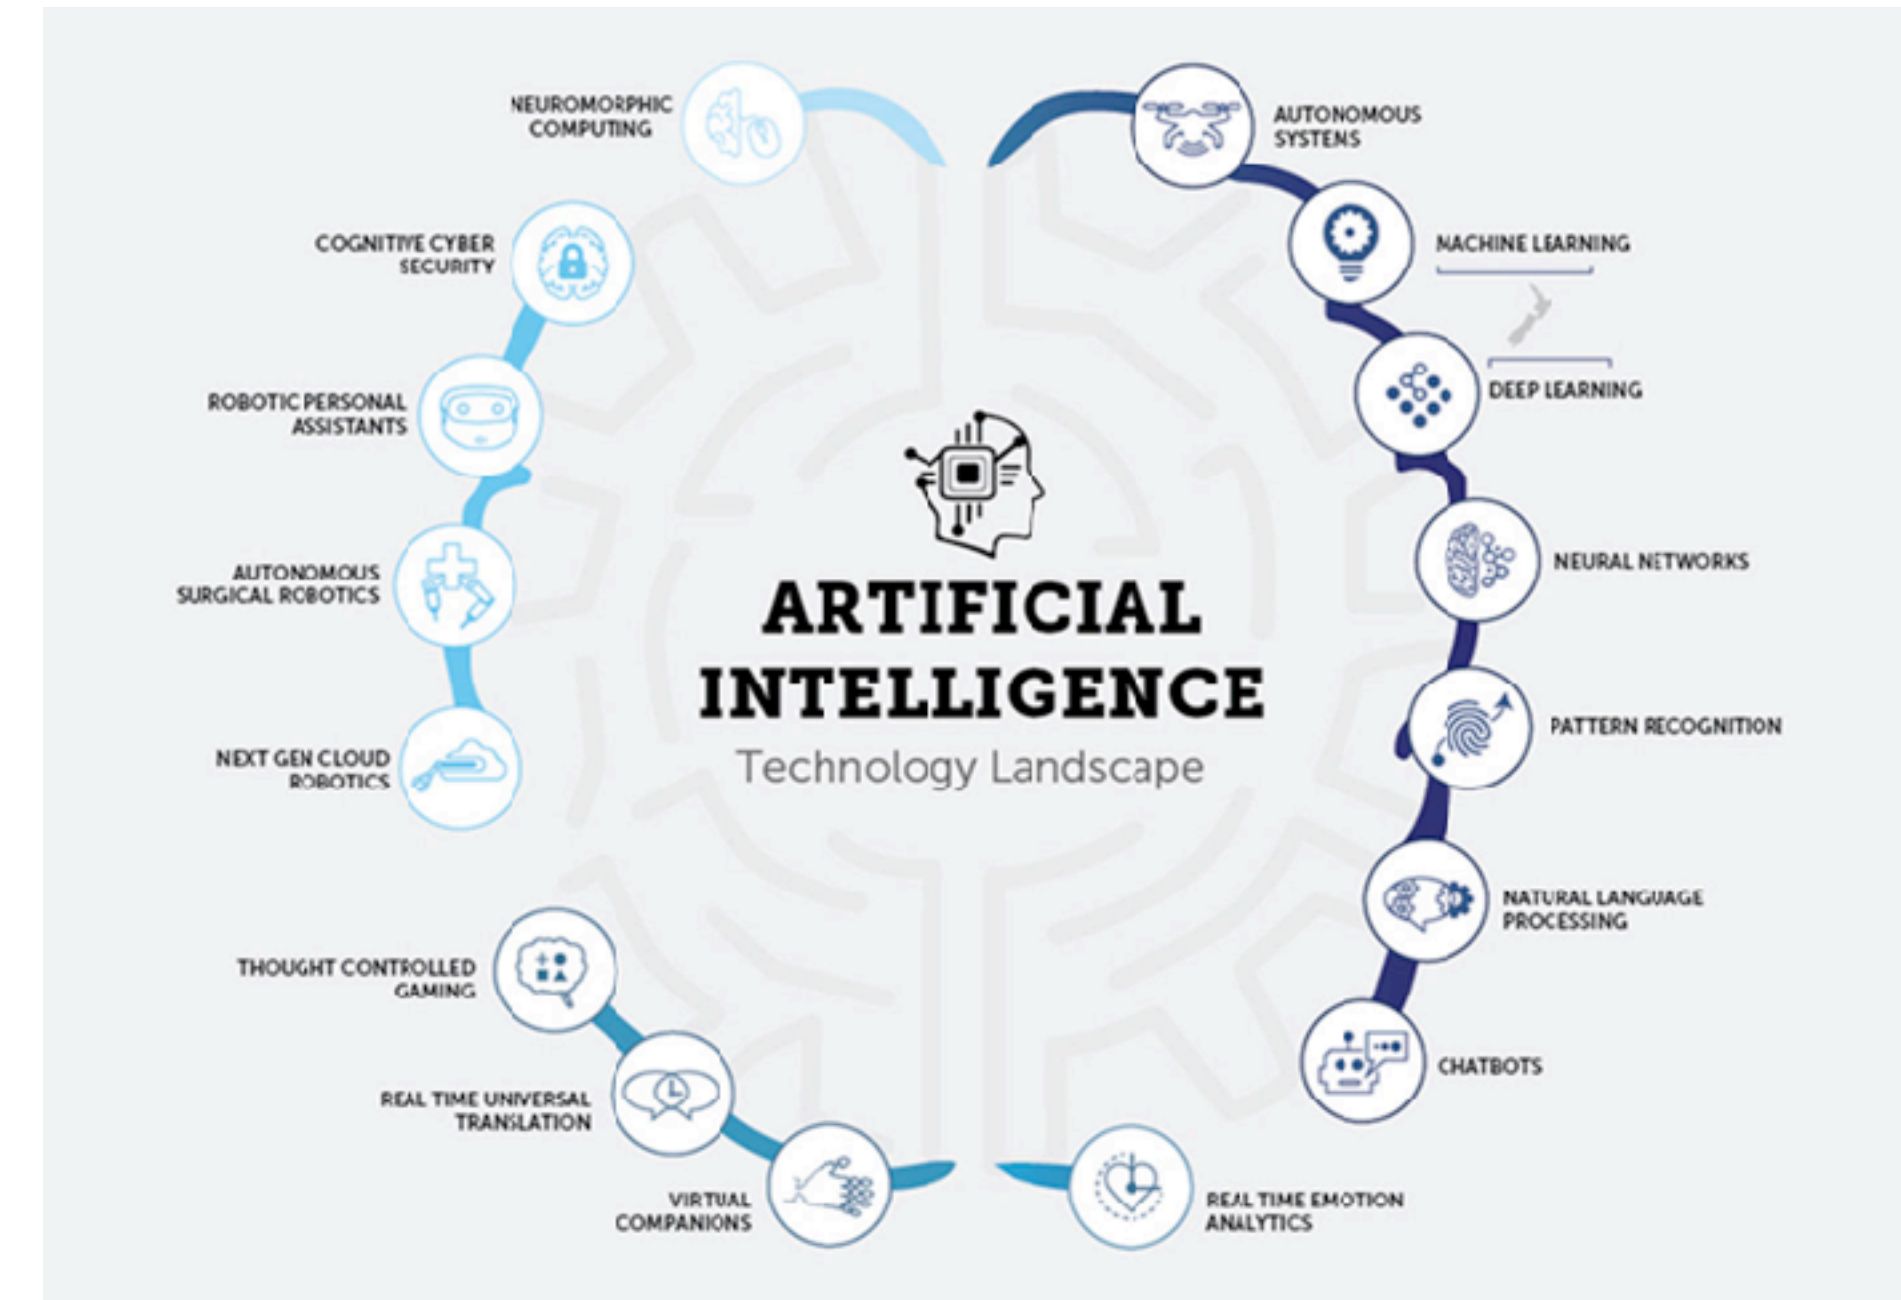 NEUROMORPHIC
COMPUTING
AUTONOMOUS
SYSTENS
COGNITIVE CYBER
SECURITY
MACHINE LEARNING
ROBOTIC PERSONAL
ASSISTANTS
DEEP LEARNING
AUTONOMOUS
SURGICAL ROBOTICS
NEURAL NETWORKS
ARTIFICIAL
INTELLIGENCE
Technology Landscape
NEXT GEN CLOUD
ROBOTICS
PATTERN RECOGNITION
NATURAL LANGUAGE
PROCESSING
THOUGHT CONTROLLED
GAMING
CHATBOTS
REAL TIME UNIVERSAL
TRANSLATION
VIRTUAL
COMPANIONS
REAL TIME EMOTION
ANALYTICS